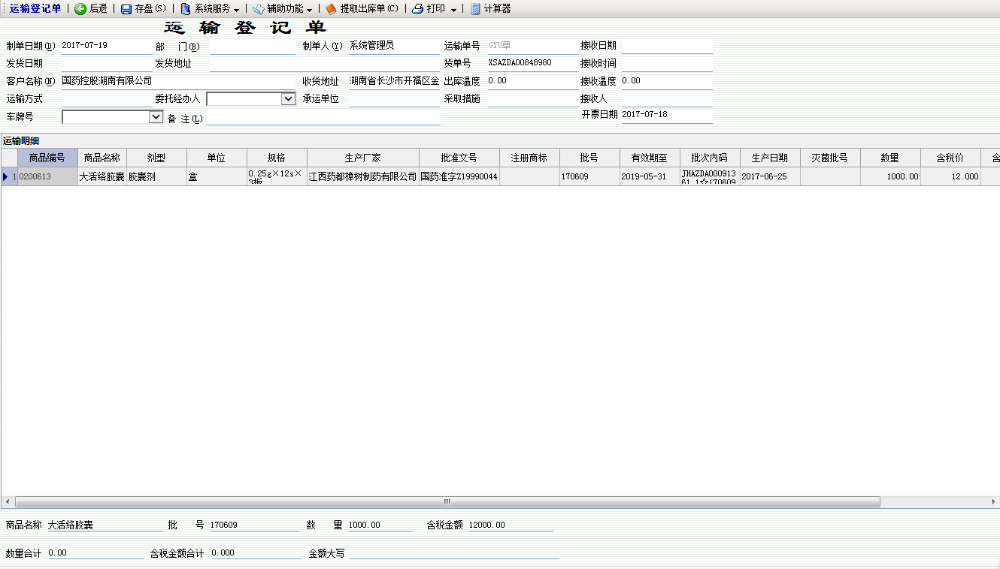 运输登记单 后退 存盘(S) 系统服务 辅助功能 提取出库单(C) 打印 计算器
运输登记单
制单日期(D) 2017-07-19 部 门(B) 制单人(Y) 系统管理员 运输单号 GYU草 接收日期
发货日期 发货地址 货单号 XSAZDA00848980 接收时间
客户名称(N) 国药控股湖南有限公司 收货地址 湖南省长沙市开福区金 出库温度 0.00 接收温度 0.00
运输方式 委托经办人 承运单位 采取措施 接收人
车牌号 备 注(L) 开票日期 2017-07-18
运输明细
商品编号 商品名称 剂型 单位 规格 生产厂家 批准文号 注册商标 批号 有效期至 批次内码 生产日期 灭菌批号 数量 含税价 含
1 0200613 大活络胶囊 胶囊剂 盒 0.25g×12s×3板 江西药都樟树制药有限公司 国药准字Z19990044 170609 2019-05-31 JHAZDA00091361_1☆170609 2017-06-25 1000.00 12.000
商品名称 大活络胶囊 批 号 170609 数 量 1000.00 含税金额 12000.00
数量合计 0.00 含税金额合计 0.000 金额大写